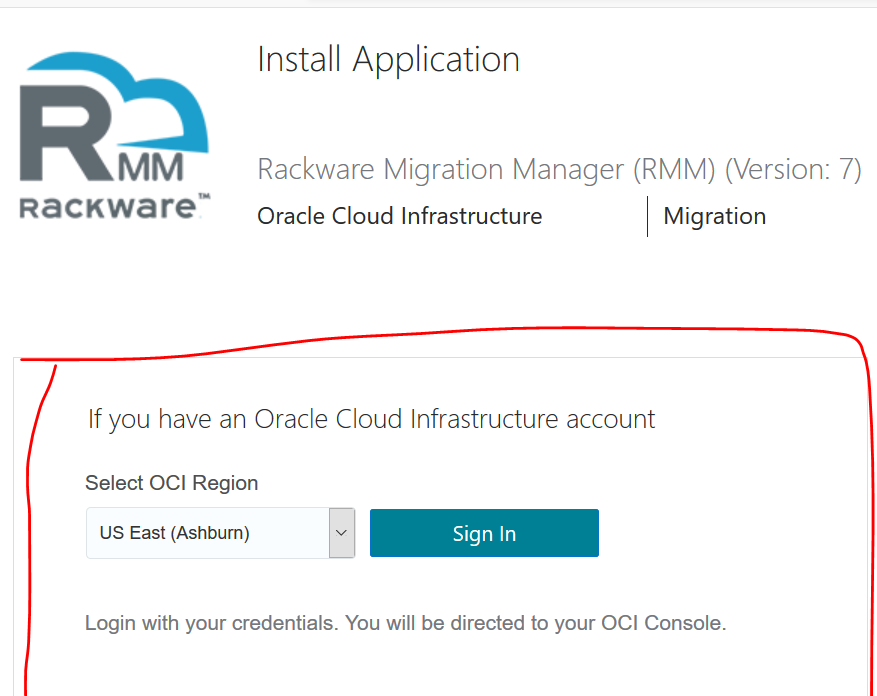 Install Application
RMM
RACKWARE™
Rackware Migration Manager (RMM) (Version: 7)
Oracle Cloud Infrastructure | Migration
If you have an Oracle Cloud Infrastructure account
Select OCI Region
US East (Ashburn) Sign In
Login with your credentials. You will be directed to your OCI Console.